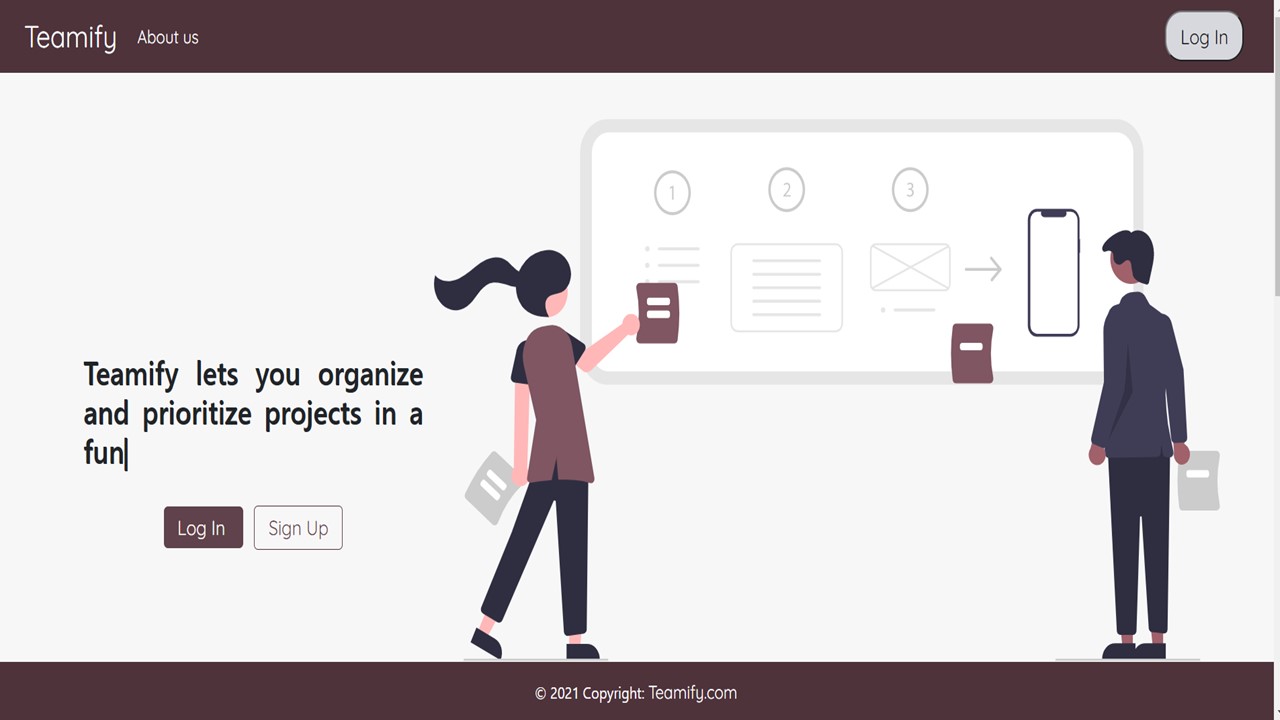 Teamify About us Log In
1 2 3
Teamify lets you organize
and prioritize projects in a
fun
Log In Sign Up
© 2021 Copyright: Teamify.com